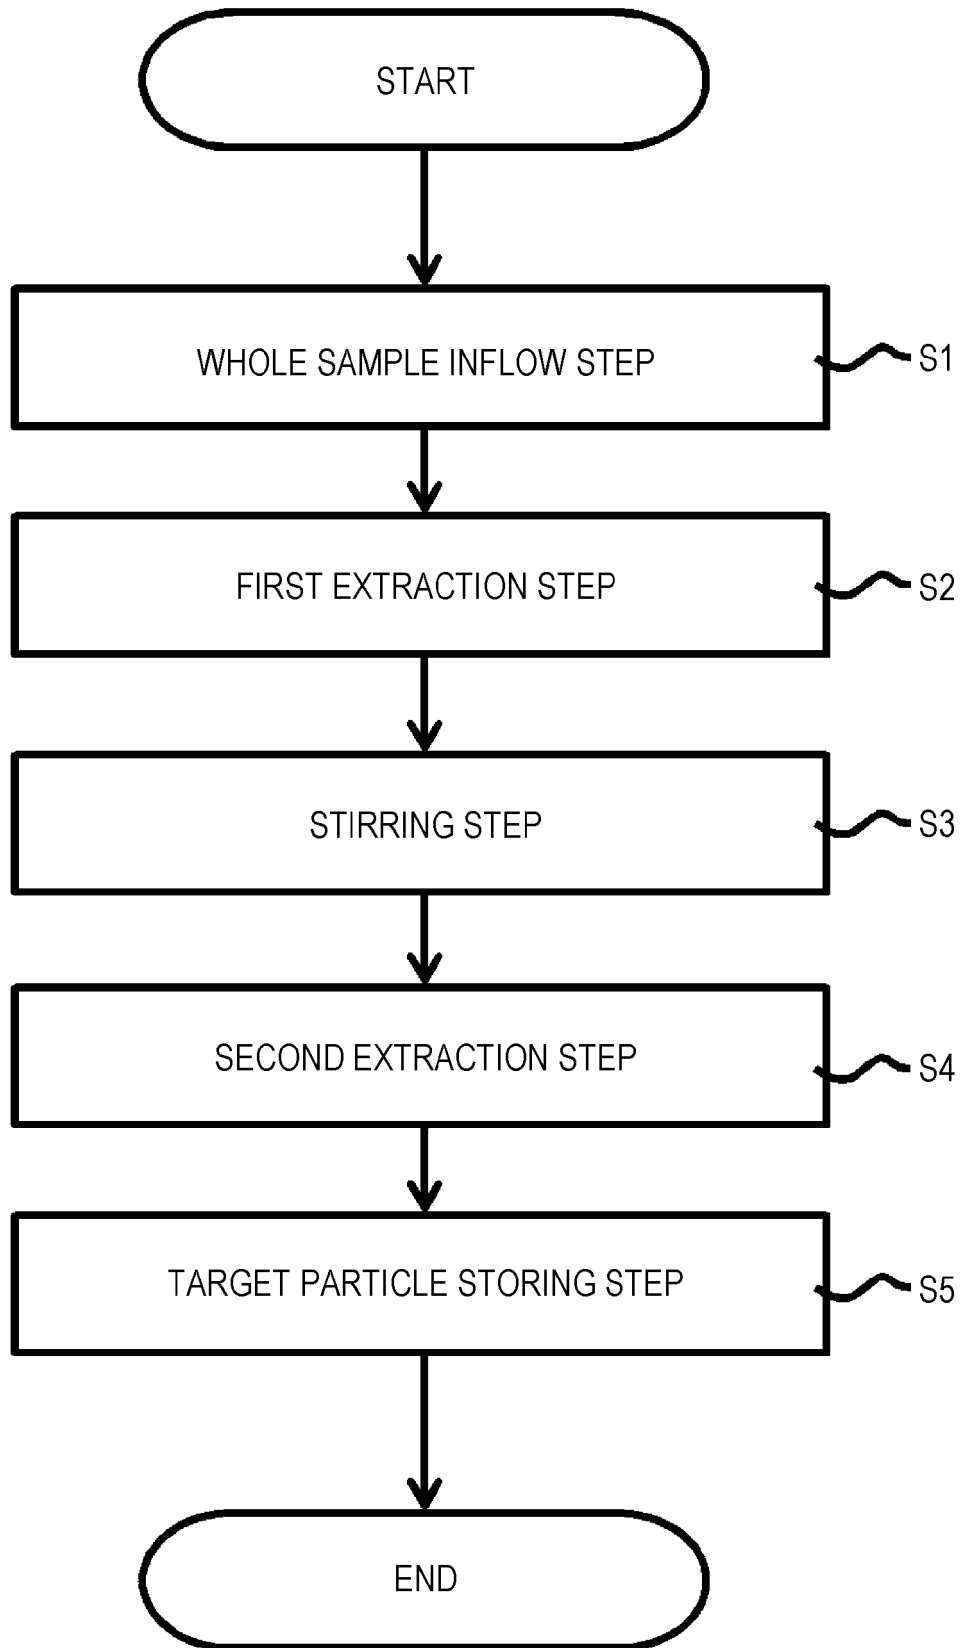 START
WHOLE SAMPLE INFLOW STEP
S1
FIRST EXTRACTION STEP
S2
STIRRING STEP
S3
SECOND EXTRACTION STEP
S4
TARGET PARTICLE STORING STEP
S5
END